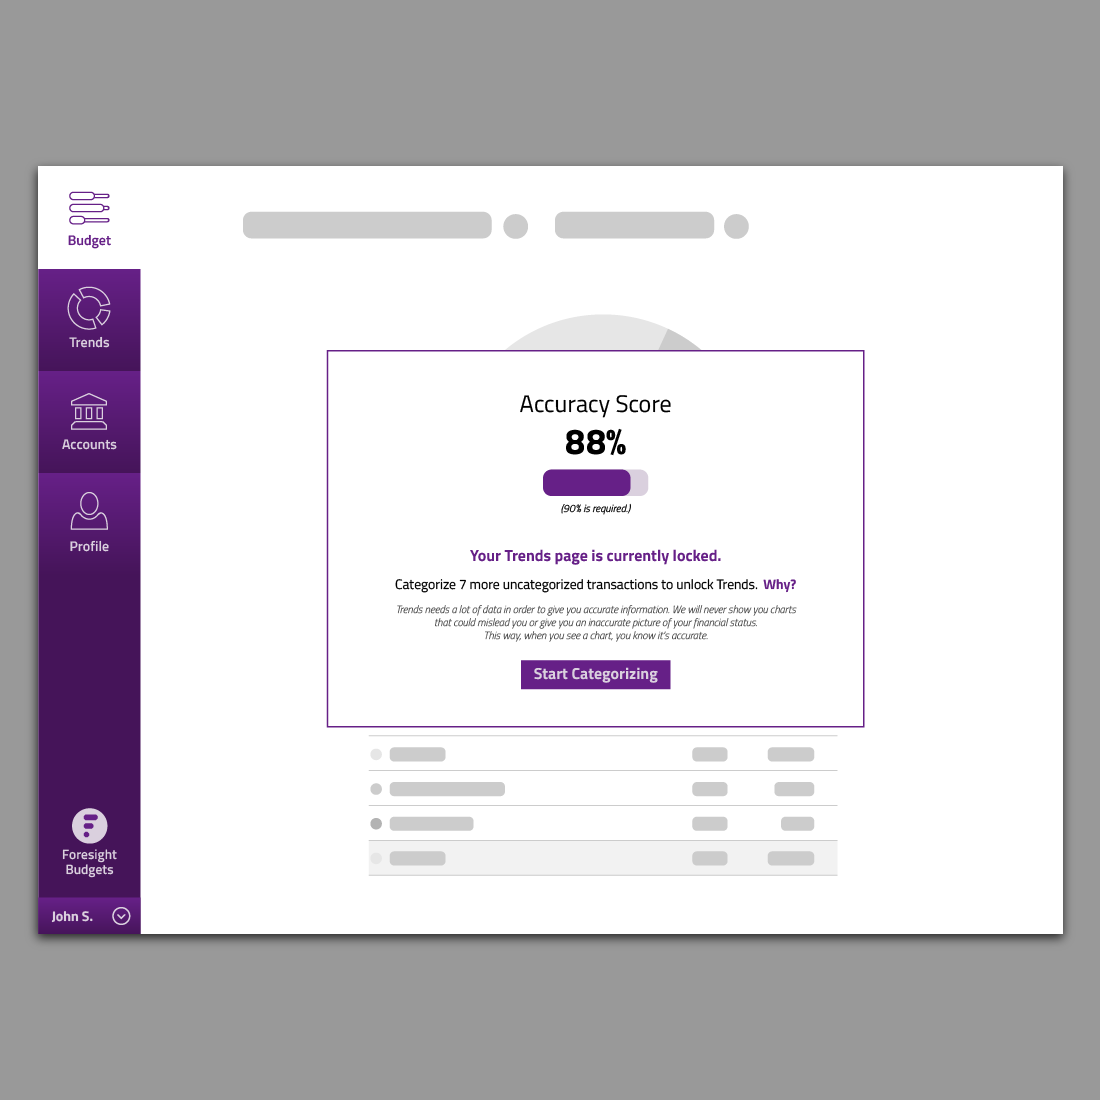 Budget
Trends
Accounts
Profile
Foresight
Budgets
John S.
Accuracy Score
88%
(90% is required.)
Your Trends page is currently locked.
Categorize 7 more uncategorized transactions to unlock Trends. Why?
Trends needs a lot of data in order to give you accurate information. We will never show you charts
that could mislead you or give you an inaccurate picture of your financial status.
This way, when you see a chart, you know it's accurate.
Start Categorizing